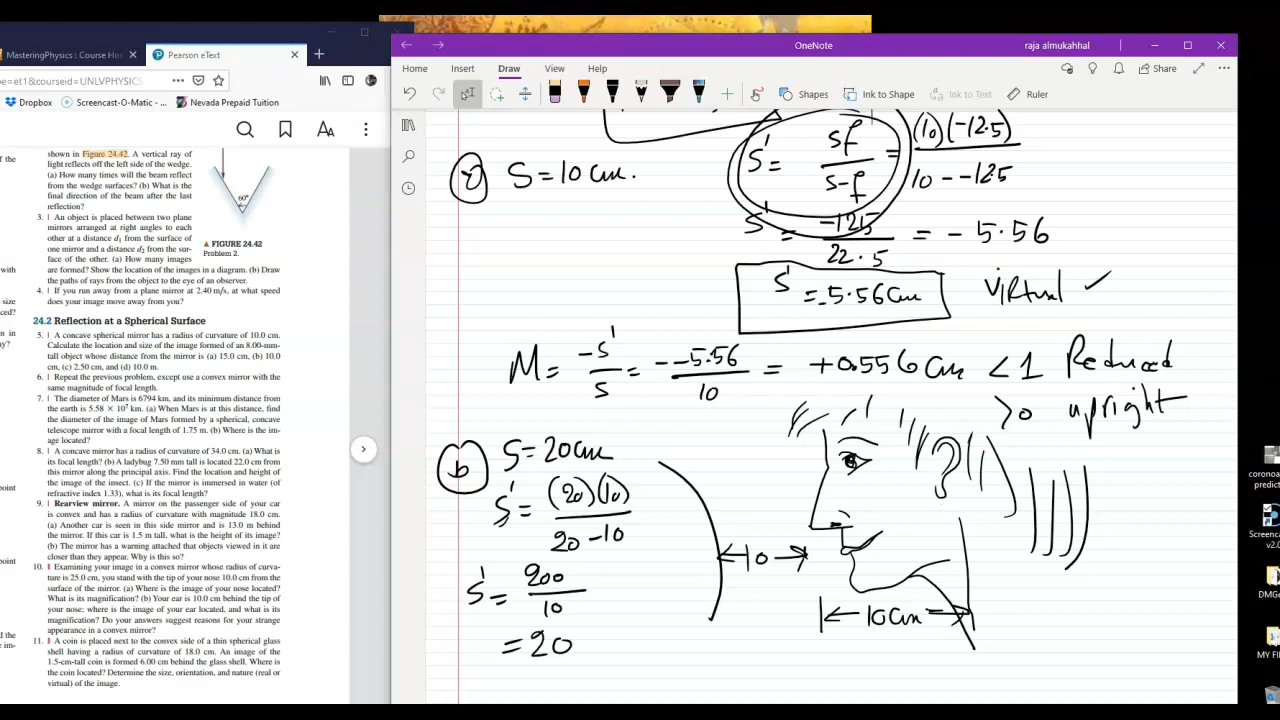 MasteringPhysics : Course Ho
Pearson eText
e=et1&courseid=UNLVPHYSICS
Dropbox
Screencast-O-Matic - ...
Nevada Prepaid Tuition
shown in Figure 24.42. A vertical ray of
light reflects off the left side of the wedge.
(a) How many times will the beam reflect
from the wedge surfaces? (b) What is the
final direction of the beam after the last
reflection?
60°
▲ FIGURE 24.42
Problem 2.
3. | An object is placed between two plane
mirrors arranged at right angles to each
other at a distance d1 from the surface of
one mirror and a distance d2 from the sur-
face of the other. (a) How many images
are formed? Show the location of the images in a diagram. (b) Draw
the paths of rays from the object to the eye of an observer.
4. | If you run away from a plane mirror at 2.40 m/s, at what speed
does your image move away from you?
24.2 Reflection at a Spherical Surface
5. | A concave spherical mirror has a radius of curvature of 10.0 cm.
Calculate the location and size of the image formed of an 8.00-mm-
tall object whose distance from the mirror is (a) 15.0 cm, (b) 10.0
cm, (c) 2.50 cm, and (d) 10.0 m.
6. | Repeat the previous problem, except use a convex mirror with the
same magnitude of focal length.
7. | The diameter of Mars is 6794 km, and its minimum distance from
the earth is 5.58 × 10⁷ km. (a) When Mars is at this distance, find
the diameter of the image of Mars formed by a spherical, concave
telescope mirror with a focal length of 1.75 m. (b) Where is the im-
age located?
8. | A concave mirror has a radius of curvature of 34.0 cm. (a) What is
its focal length? (b) A ladybug 7.50 mm tall is located 22.0 cm from
this mirror along the principal axis. Find the location and height of
the image of the insect. (c) If the mirror is immersed in water (of
refractive index 1.33), what is its focal length?
9. | Rearview mirror. A mirror on the passenger side of your car
is convex and has a radius of curvature with magnitude 18.0 cm.
(a) Another car is seen in this side mirror and is 13.0 m behind
the mirror. If this car is 1.5 m tall, what is the height of its image?
(b) The mirror has a warning attached that objects viewed in it are
closer than they appear. Why is this so?
10. || Examining your image in a convex mirror whose radius of curva-
ture is 25.0 cm, you stand with the tip of your nose 10.0 cm from the
surface of the mirror. (a) Where is the image of your nose located?
What is its magnification? (b) Your ear is 10.0 cm behind the tip of
your nose; where is the image of your ear located, and what is its
magnification? Do your answers suggest reasons for your strange
appearance in a convex mirror?
11. || A coin is placed next to the convex side of a thin spherical glass
shell having a radius of curvature of 18.0 cm. An image of the
1.5-cm-tall coin is formed 6.00 cm behind the glass shell. Where is
the coin located? Determine the size, orientation, and nature (real or
virtual) of the image.
of the
with
size
ced?
m in
y?
point
point
d the
e im-
OneNote
raja almukahhal
Home
Insert
Draw
View
Help
Share
Shapes
Ink to Shape
Ink to Text
Ruler
S = 10 cm.
S' = sf / s-f = (10)(-12.5) / 10 - -125
S' = -125 / 22.5 = -5.56
S' = -5.56 cm virtual ✓
M = -s' / s = - -5.56 / 10 = +0.556 cm < 1 Reduced
>0 upright
b S = 20 cm
S' = (20)(10) / 20 - 10
S' = 200 / 10
= 20
10
10 cm
coronoa
predict
Screenca
v2.0
DMG
MY FI